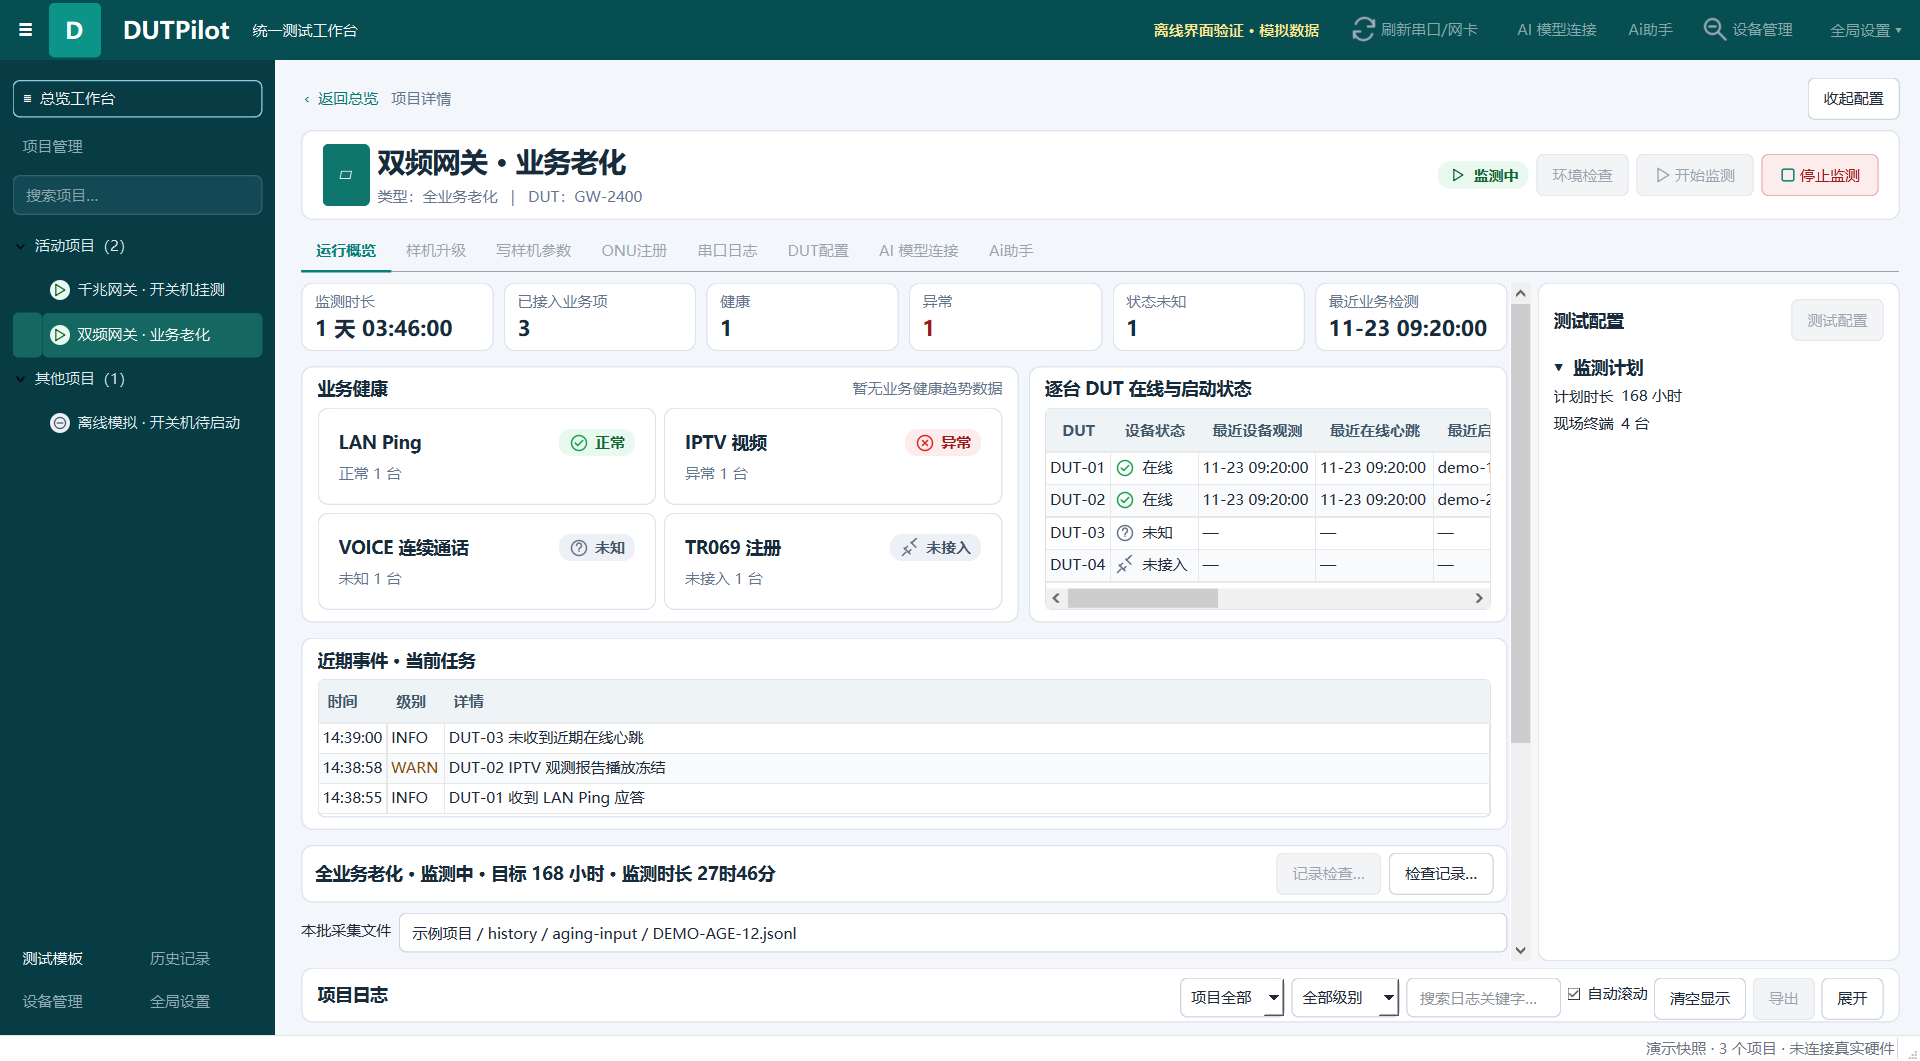 D DUTPilot 统一测试工作台 离线界面验证 • 模拟数据 刷新串口/网卡 AI 模型连接 Ai助手 设备管理 全局设置
总览工作台
项目管理
搜索项目...
活动项目 (2)
千兆网关 · 开关机挂测
双频网关 · 业务老化
其他项目 (1)
离线模拟 · 开关机待启动
测试模板 历史记录
设备管理 全局设置
‹ 返回总览 项目详情 收起配置
双频网关 • 业务老化
类型: 全业务老化 | DUT: GW-2400
监测中 环境检查 开始监测 停止监测
运行概览 样机升级 写样机参数 ONU注册 串口日志 DUT配置 AI 模型连接 Ai助手
监测时长
1 天 03:46:00
已接入业务项
3
健康
1
异常
1
状态未知
1
最近业务检测
11-23 09:20:00
业务健康 暂无业务健康趋势数据
LAN Ping 正常
正常 1 台
IPTV 视频 异常
异常 1 台
VOICE 连续通话 未知
未知 1 台
TR069 注册 未接入
未接入 1 台
逐台 DUT 在线与启动状态
DUT 设备状态 最近设备观测 最近在线心跳 最近启
DUT-01 在线 11-23 09:20:00 11-23 09:20:00 demo-1
DUT-02 在线 11-23 09:20:00 11-23 09:20:00 demo-2
DUT-03 未知 — — —
DUT-04 未接入 — — —
近期事件 • 当前任务
时间 级别 详情
14:39:00 INFO DUT-03 未收到近期在线心跳
14:38:58 WARN DUT-02 IPTV 观测报告播放冻结
14:38:55 INFO DUT-01 收到 LAN Ping 应答
全业务老化 • 监测中 • 目标 168 小时 • 监测时长 27时46分 记录检查... 检查记录...
本批采集文件 示例项目 / history / aging-input / DEMO-AGE-12.jsonl
测试配置 测试配置
监测计划
计划时长 168 小时
现场终端 4 台
项目日志 项目全部 全部级别 搜索日志关键字... 自动滚动 清空显示 导出 展开
演示快照 · 3 个项目 · 未连接真实硬件